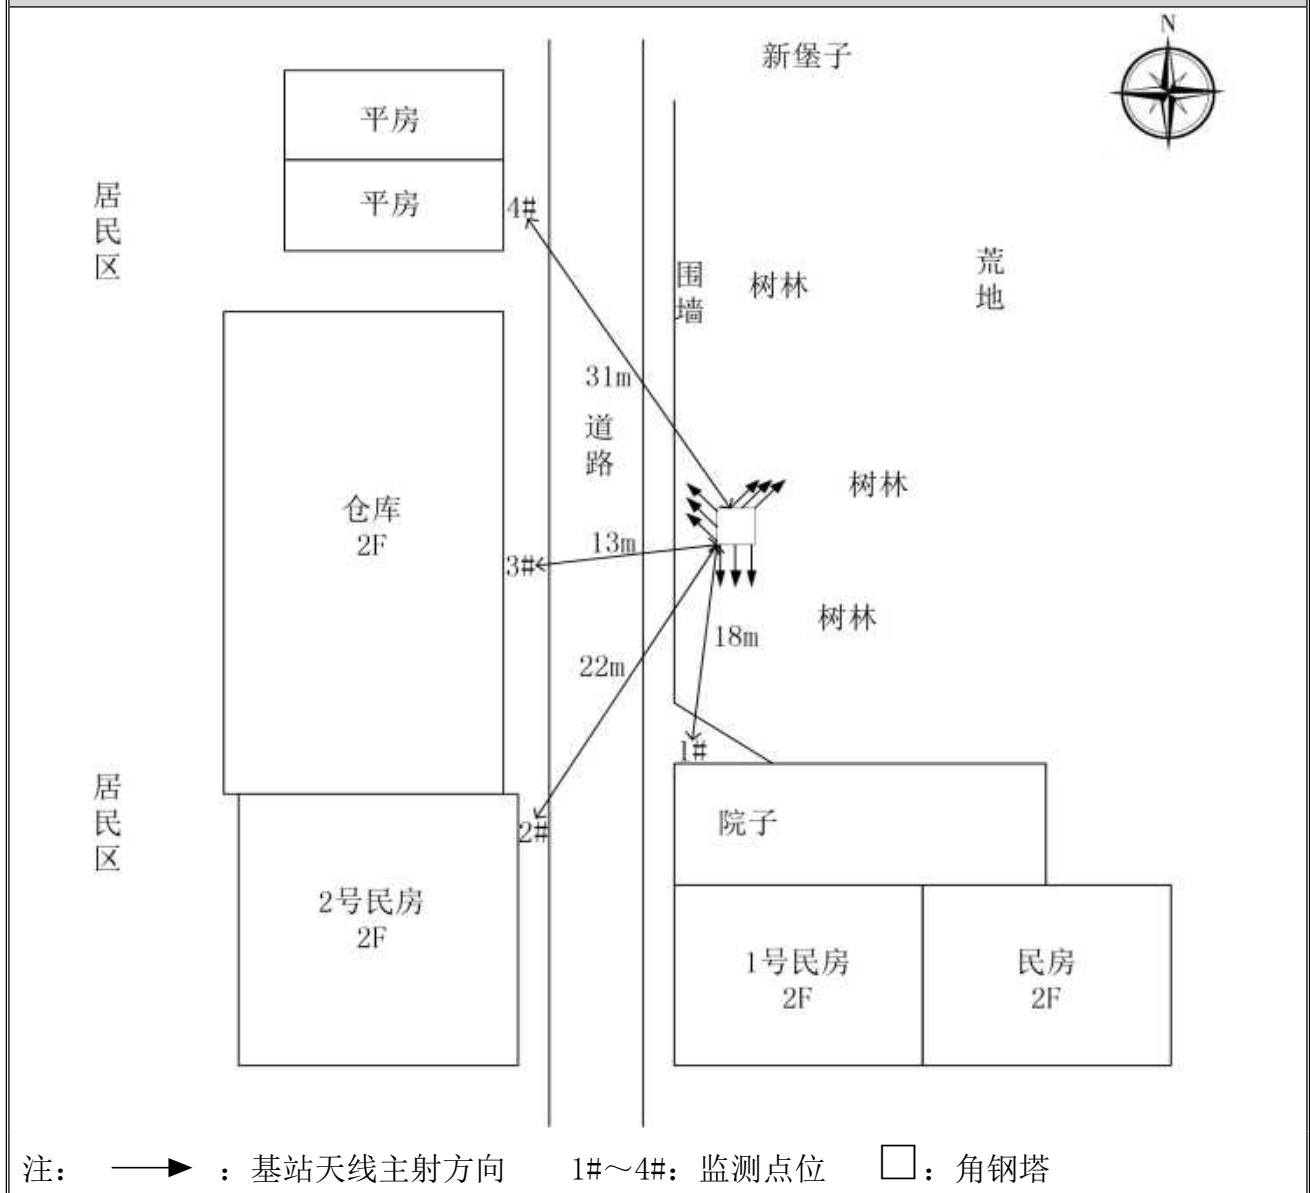 N
新堡子
平房
平房
居民区
4#
围墙
树林
荒地
31m
道路
树林
仓库
2F
13m
3#
树林
18m
22m
1#
居民区
2#
院子
2号民房
2F
1号民房
2F
民房
2F
注： ：基站天线主射方向 1#～4#：监测点位 ：角钢塔